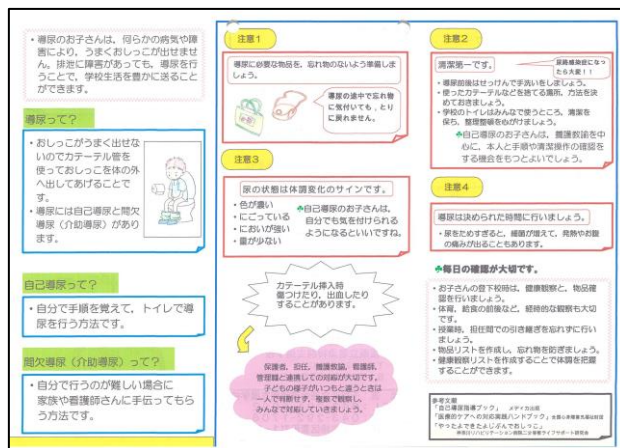 ・導尿のお子さんは、何らかの病気や障
害により、うまくおしっこが出せませ
ん。排泄に障害があっても、導尿を行
うことで、学校生活を豊かに送ること
ができます。
導尿って？
・おしっこがうまく出せな
いのでカテーテル管を
使っておしっこを体の外
へ出してあげることで
す。
・導尿には自己導尿と間欠
導尿（介助導尿）があり
ます。
自己導尿って？
・自分で手順を覚えて、トイレで導
尿を行う方法です。
間欠導尿（介助導尿）って？
・自分で行うのが難しい場合に
家族や看護師さんに手伝ってもら
う方法です。
注意１
導尿に必要な物品を、忘れ物のないよう準備しま
しょう。
導尿の途中で忘れ物
に気付いても、とり
に戻れません。
注意３
尿の状態は体調変化のサインです。
・色が濃い
・にごっている
・においが強い
・量が少ない
♣自己導尿のお子さんは、
自分でも気を付けられる
ようになるといいですね。
カテーテル挿入時
傷つけたり、出血したり
することがあります。
保護者、担任、養護教諭、看護師、
管理職と連携しての対応が大切です。
子どもの様子がいつもと違うときは
一人で判断せず、複数で観察し、
みんなで対応していきましょう。
注意２
清潔第一です。
尿路感染症になっ
たら大変！！
・導尿前後はせっけんで手洗いをしましょう。
・使ったカテーテルなどを捨てる場所、方法を決
めておきましょう。
・学校のトイレはみんなで使うところ。清潔を
保ち、整理整頓を心がけましょう。
♣自己導尿のお子さんは、養護教諭を中
心に、本人と手順や清潔操作の確認をす
る機会をもつとよいでしょう。
注意４
導尿は決められた時間に行いましょう。
・尿をためすぎると、細菌が増えて、発熱やお腹
の痛みが出ることもあります。
♣毎日の確認が大切です。
・お子さんの登下校時は、健康観察と、物品確
認を行いましょう。
・体育、給食の前後など、経時的な観察も大切
です。
・授業時、担任間での引き継ぎを忘れずに行い
ましょう。
・物品リストを作成し、忘れ物を防ぎましょう。
・健康観察リストを作成することで体調を把握
することができます。
参考文献
「自己導尿指導ブック」　メディカ出版
「医療的ケアへの対応実践ハンドブック」
「やっとよてきたよじぶんでおしっこ」